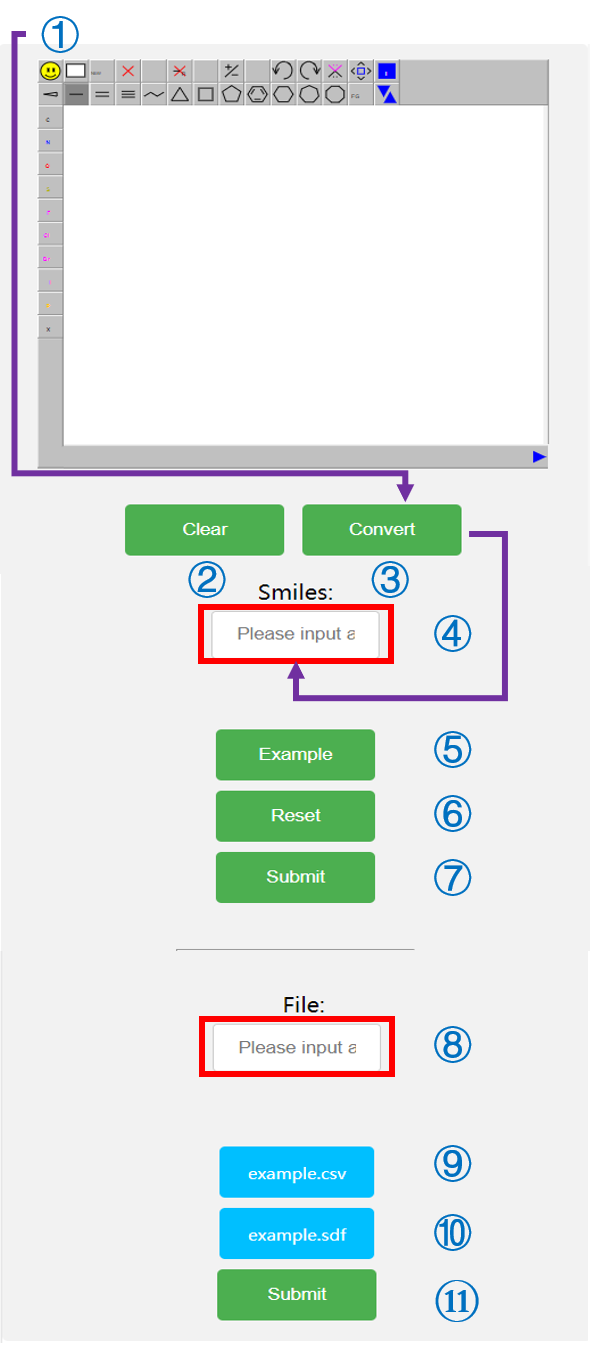 ①
C
N
O
S
F
Cl
Br
I
P
X
FG
Clear Convert
② ③
Smiles:
Please input a ④
Example ⑤
Reset ⑥
Submit ⑦
File:
Please input a ⑧
example.csv ⑨
example.sdf ⑩
Submit ⑪